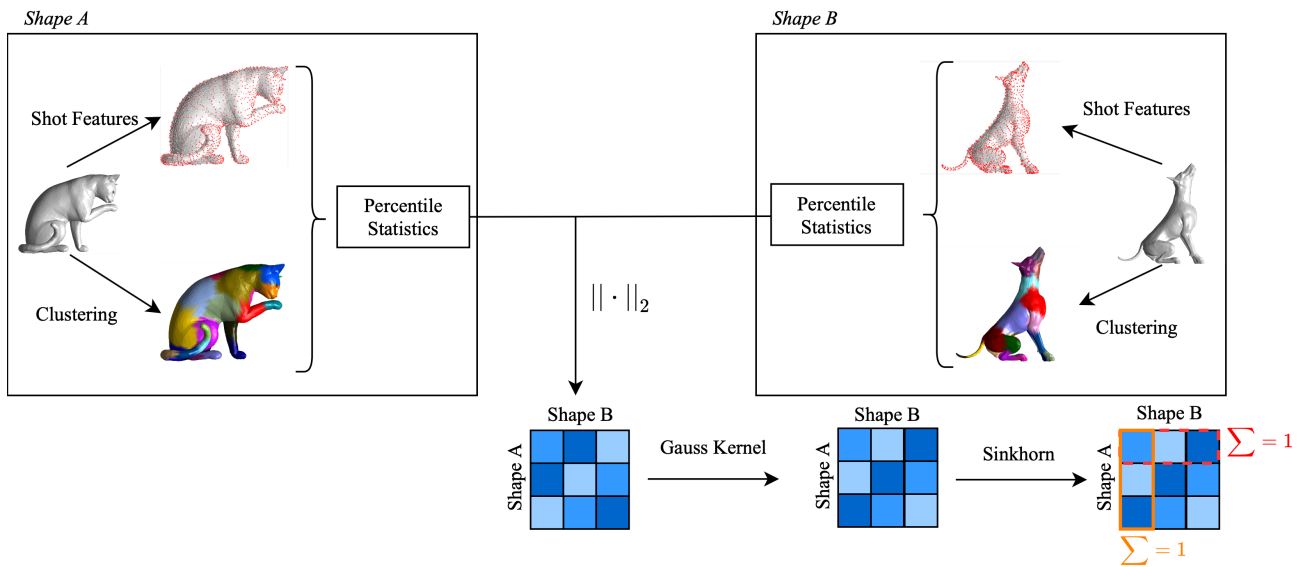 Shape A
Shape B
Shot Features
Shot Features
Percentile
Statistics
Percentile
Statistics
Clustering
Clustering
|| · ||₂
Shape B
Shape A
Gauss Kernel
Shape B
Shape A
Sinkhorn
Shape B
Shape A
∑ = 1
∑ = 1